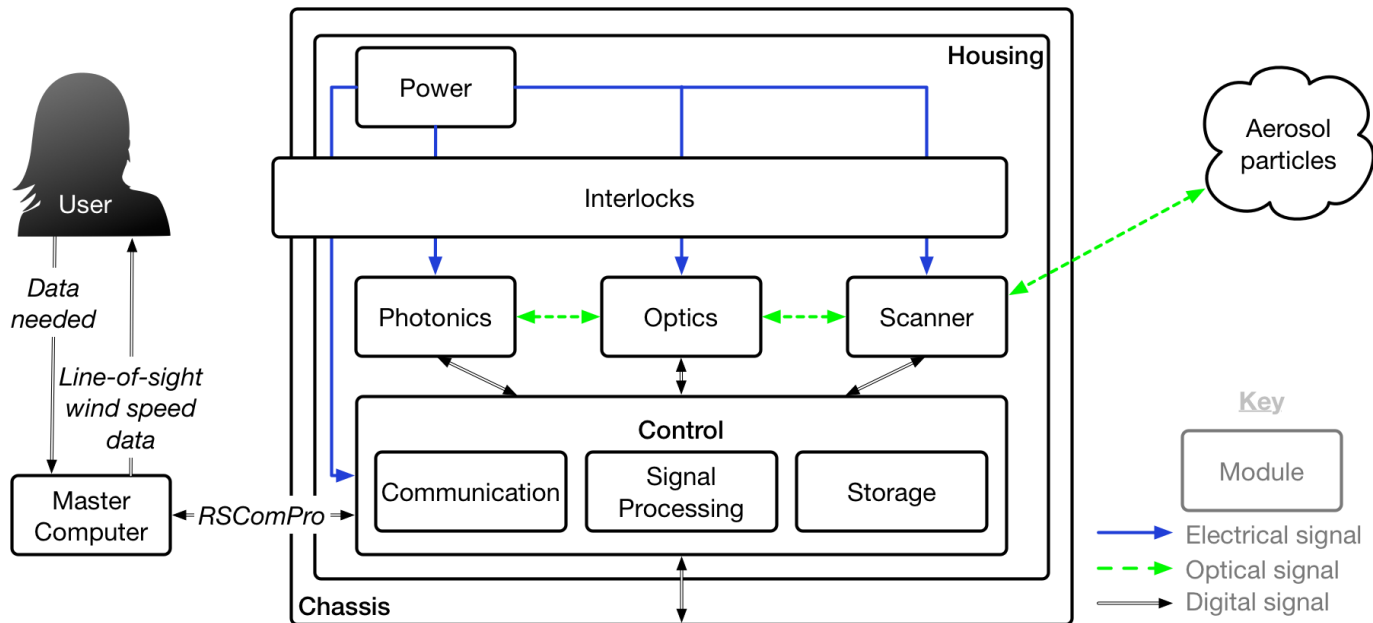 Housing
Power
Aerosol
particles
Interlocks
User
Data
needed
Photonics
Optics
Scanner
Line-of-sight
wind speed
data
Control
Communication
Signal
Processing
Storage
Master
Computer
RSComPro
Chassis
Key
Module
Electrical signal
Optical signal
Digital signal